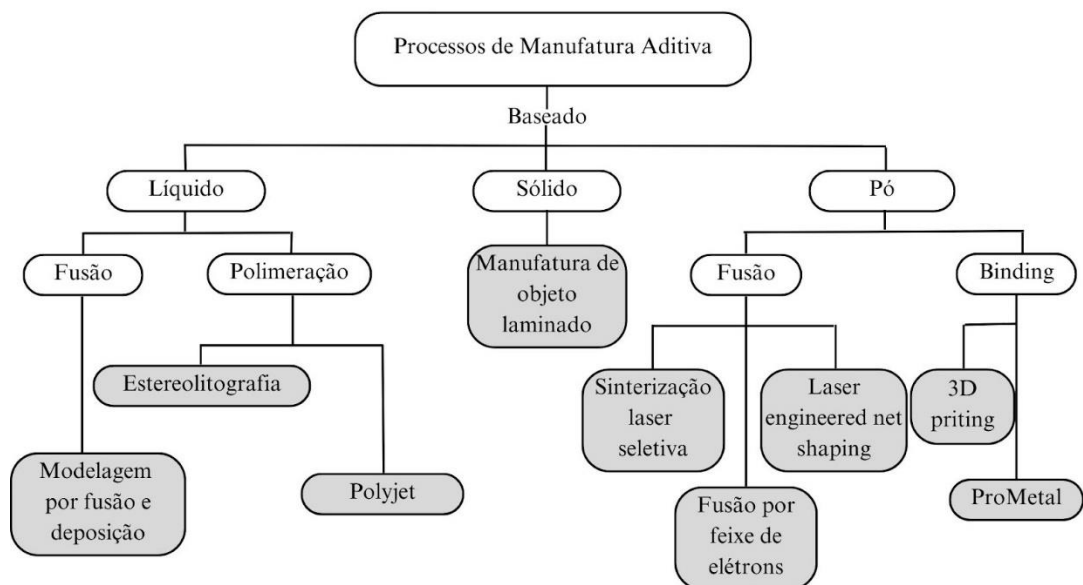 Processos de Manufatura Aditiva
Baseado
Líquido
Sólido
Pó
Fusão
Polimeração
Manufatura de
objeto
laminado
Fusão
Binding
Estereolitografia
Sinterização
laser
seletiva
Laser
engineered net
shaping
3D
priting
Modelagem
por fusão e
deposição
Polyjet
Fusão por
feixe de
elétrons
ProMetal